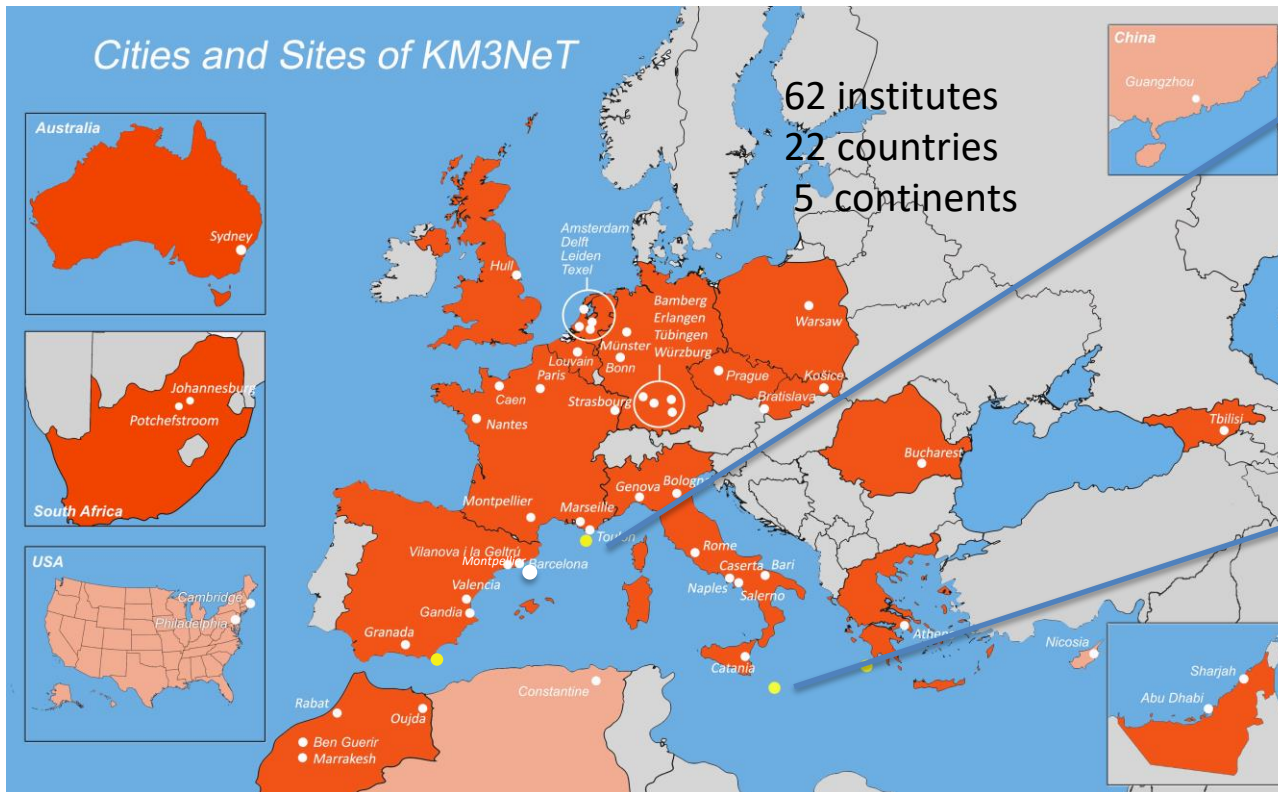 Cities and Sites of KM3NeT
62 institutes
22 countries
5 continents
China
Guangzhou
Australia
Sydney
Johannesburg
Potchefstroom
South Africa
USA
Cambridge
Philadelphia
Amsterdam
Delft
Leiden
Texel
Hull
Bamberg
Erlangen
Tübingen
Würzburg
Münster
Bonn
Louvain
Paris
Caen
Strasbourg
Nantes
Warsaw
Prague
Košice
Bratislava
Tbilisi
Bucharest
Genova
Bologna
Montpellier
Marseille
Toulon
Vilanova i la Geltrú
Montpellier
Barcelona
Valencia
Gandia
Granada
Rome
Caserta
Bari
Naples
Salerno
Catania
Athens
Nicosia
Constantine
Rabat
Oujda
Ben Guerir
Marrakesh
Sharjah
Abu Dhabi